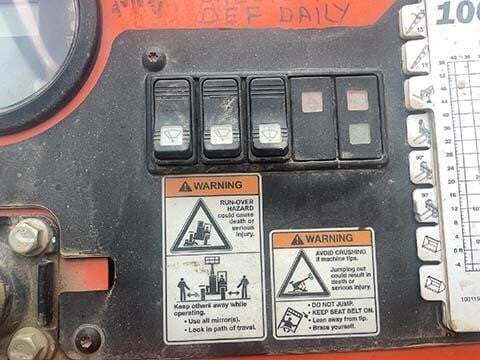 DEF DAILY
100
WARNING
RUN-OVER
HAZARD
could cause
death or
serious
injury.
Keep others away while
operating.
• Use all mirror(s).
• Look in path of travel.
WARNING
AVOID CRUSHING
if machine tips.
Jumping out
could result in
death or
serious injury.
• DO NOT JUMP.
• KEEP SEAT BELT ON.
• Lean away from tip.
• Brace yourself.